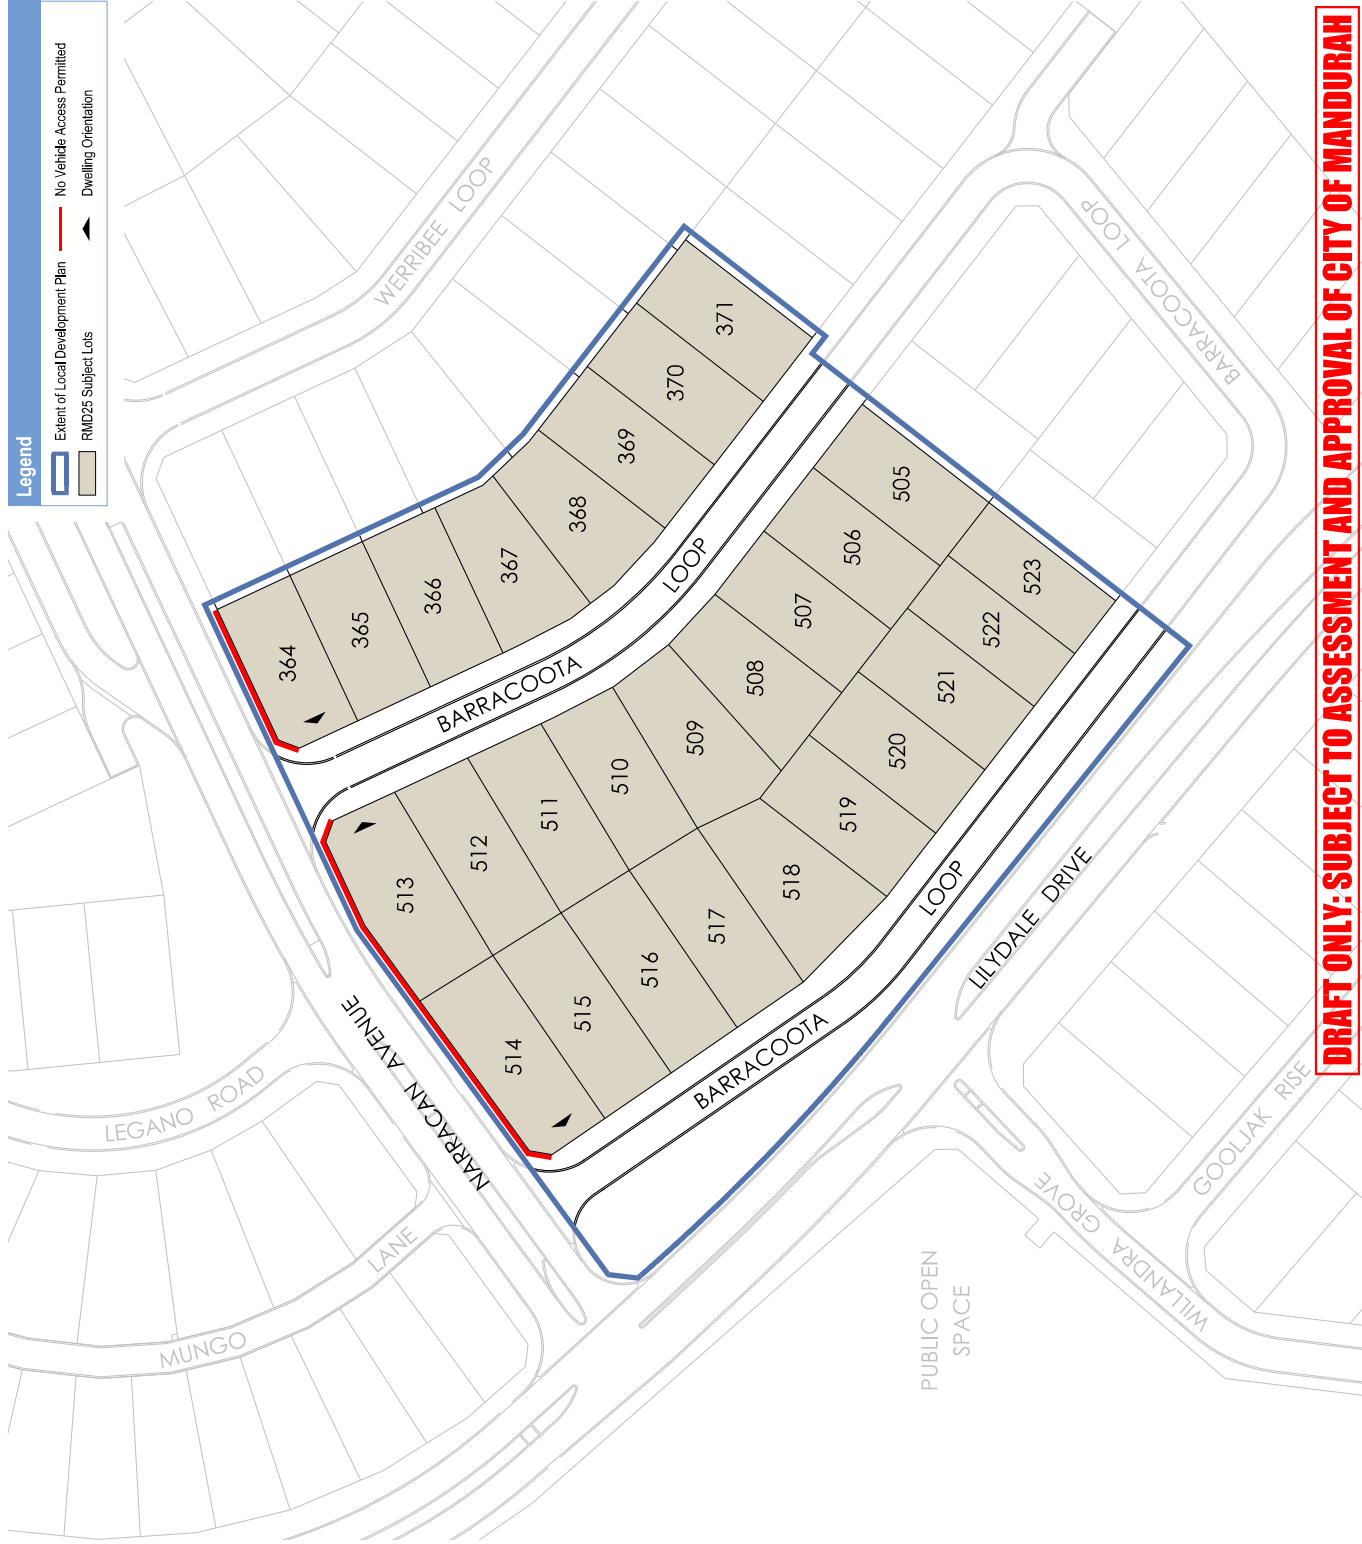 Legend
Extent of Local Development Plan
No Vehicle Access Permitted
RMD25 Subject Lots
Dwelling Orientation
WERRIBEE LOOP
BARRACOOTA LOOP
BARRACOOTA
364
365
366
367
368
369
370
371
BARRACOOTA
LOOP
505
506
507
508
509
510
511
512
513
514
515
516
517
518
519
520
521
522
523
BARRACOOTA
LOOP
LILYDALE DRIVE
NARRACAN AVENUE
LEGANO ROAD
MUNGO
LANE
PUBLIC OPEN
SPACE
WILLANDRA GROVE
GOOLJAK RISE
DRAFT ONLY: SUBJECT TO ASSESSMENT AND APPROVAL OF CITY OF MANDURAH